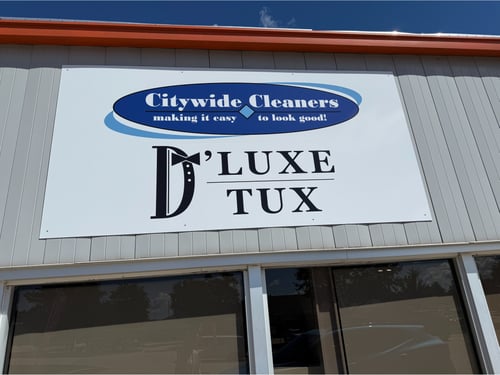 Citywide Cleaners
making it easy to look good!
D'LUXE
TUX